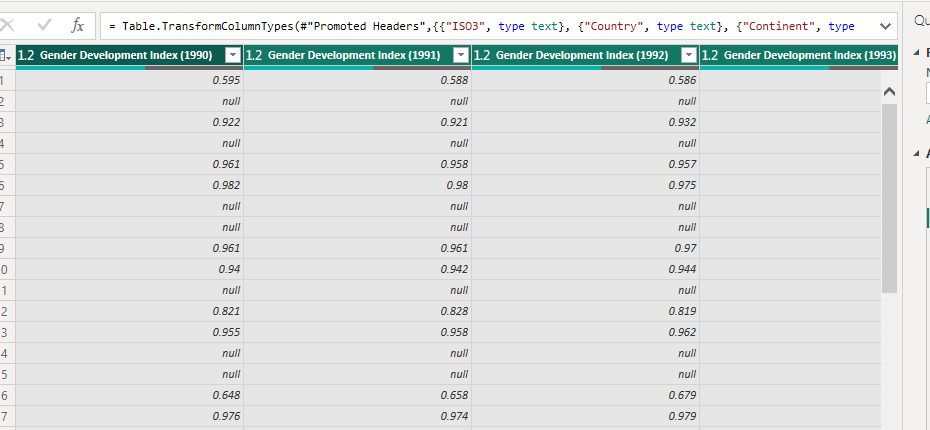 fx = Table.TransformColumnTypes(#"Promoted Headers",{{"ISO3", type text}, {"Country", type text}, {"Continent", type
Qu
1.2 Gender Development Index (1990) 1.2 Gender Development Index (1991) 1.2 Gender Development Index (1992) 1.2 Gender Development Index (1993)
1 0.595 0.588 0.586
2 null null null
3 0.922 0.921 0.932
4 null null null
5 0.961 0.958 0.957
6 0.982 0.98 0.975
7 null null null
8 null null null
9 0.961 0.961 0.97
0 0.94 0.942 0.944
1 null null null
2 0.821 0.828 0.819
3 0.955 0.958 0.962
4 null null null
5 null null null
6 0.648 0.658 0.679
7 0.976 0.974 0.979